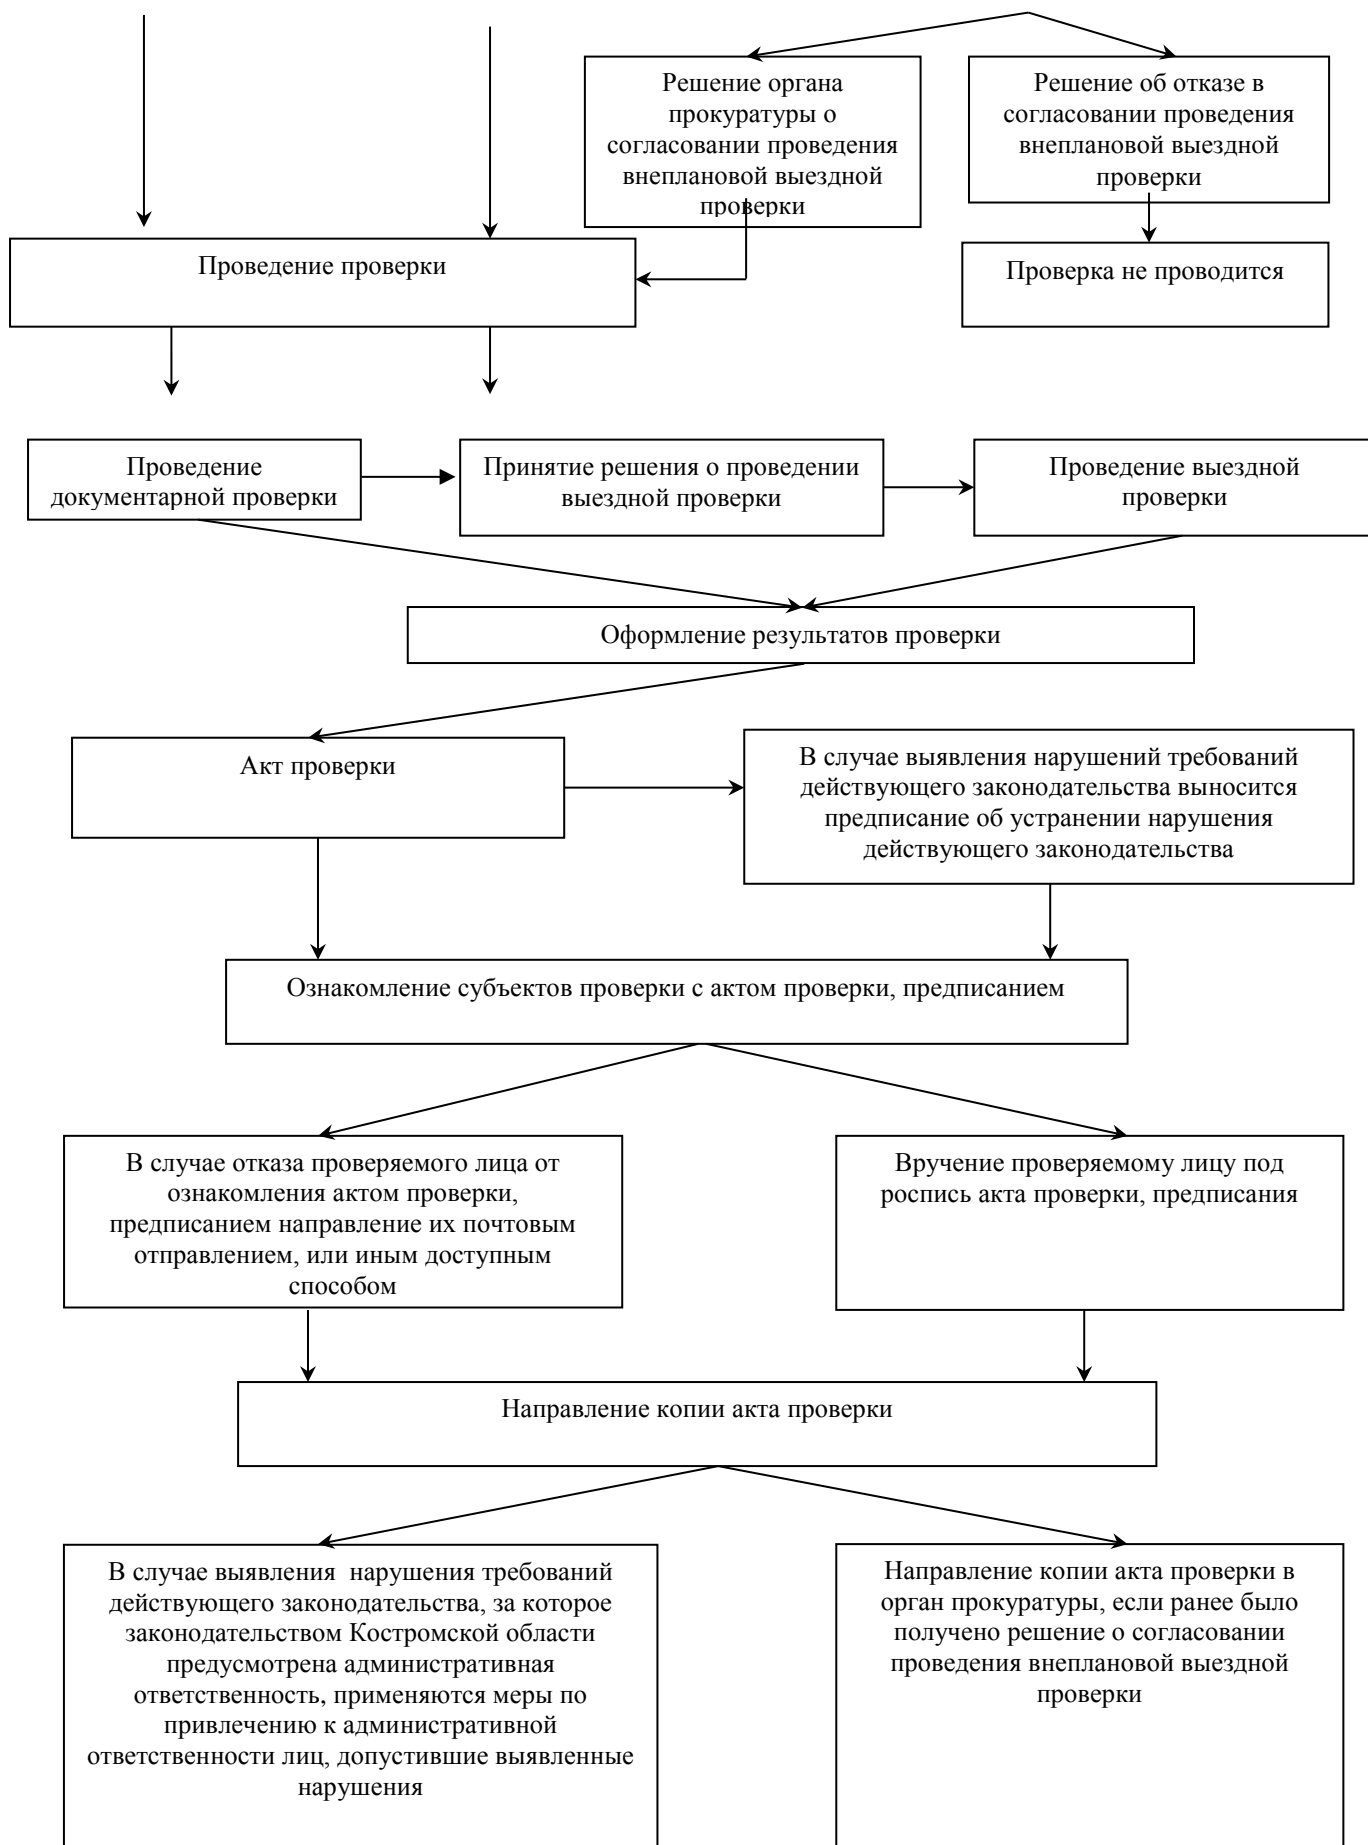 Решение органа
прокуратуры о
согласовании проведения
внеплановой выездной
проверки
Решение об отказе в
согласовании проведения
внеплановой выездной
проверки
Проведение проверки
Проверка не проводится
Проведение
документарной проверки
Принятие решения о проведении
выездной проверки
Проведение выездной
проверки
Оформление результатов проверки
Акт проверки
В случае выявления нарушений требований
действующего законодательства выносится
предписание об устранении нарушения
действующего законодательства
Ознакомление субъектов проверки с актом проверки, предписанием
В случае отказа проверяемого лица от
ознакомления актом проверки,
предписанием направление их почтовым
отправлением, или иным доступным
способом
Вручение проверяемому лицу под
роспись акта проверки, предписания
Направление копии акта проверки
В случае выявления  нарушения требований
действующего законодательства, за которое
законодательством Костромской области
предусмотрена административная
ответственность, применяются меры по
привлечению к административной
ответственности лиц, допустившие выявленные
нарушения
Направление копии акта проверки в
орган прокуратуры, если ранее было
получено решение о согласовании
проведения внеплановой выездной
проверки